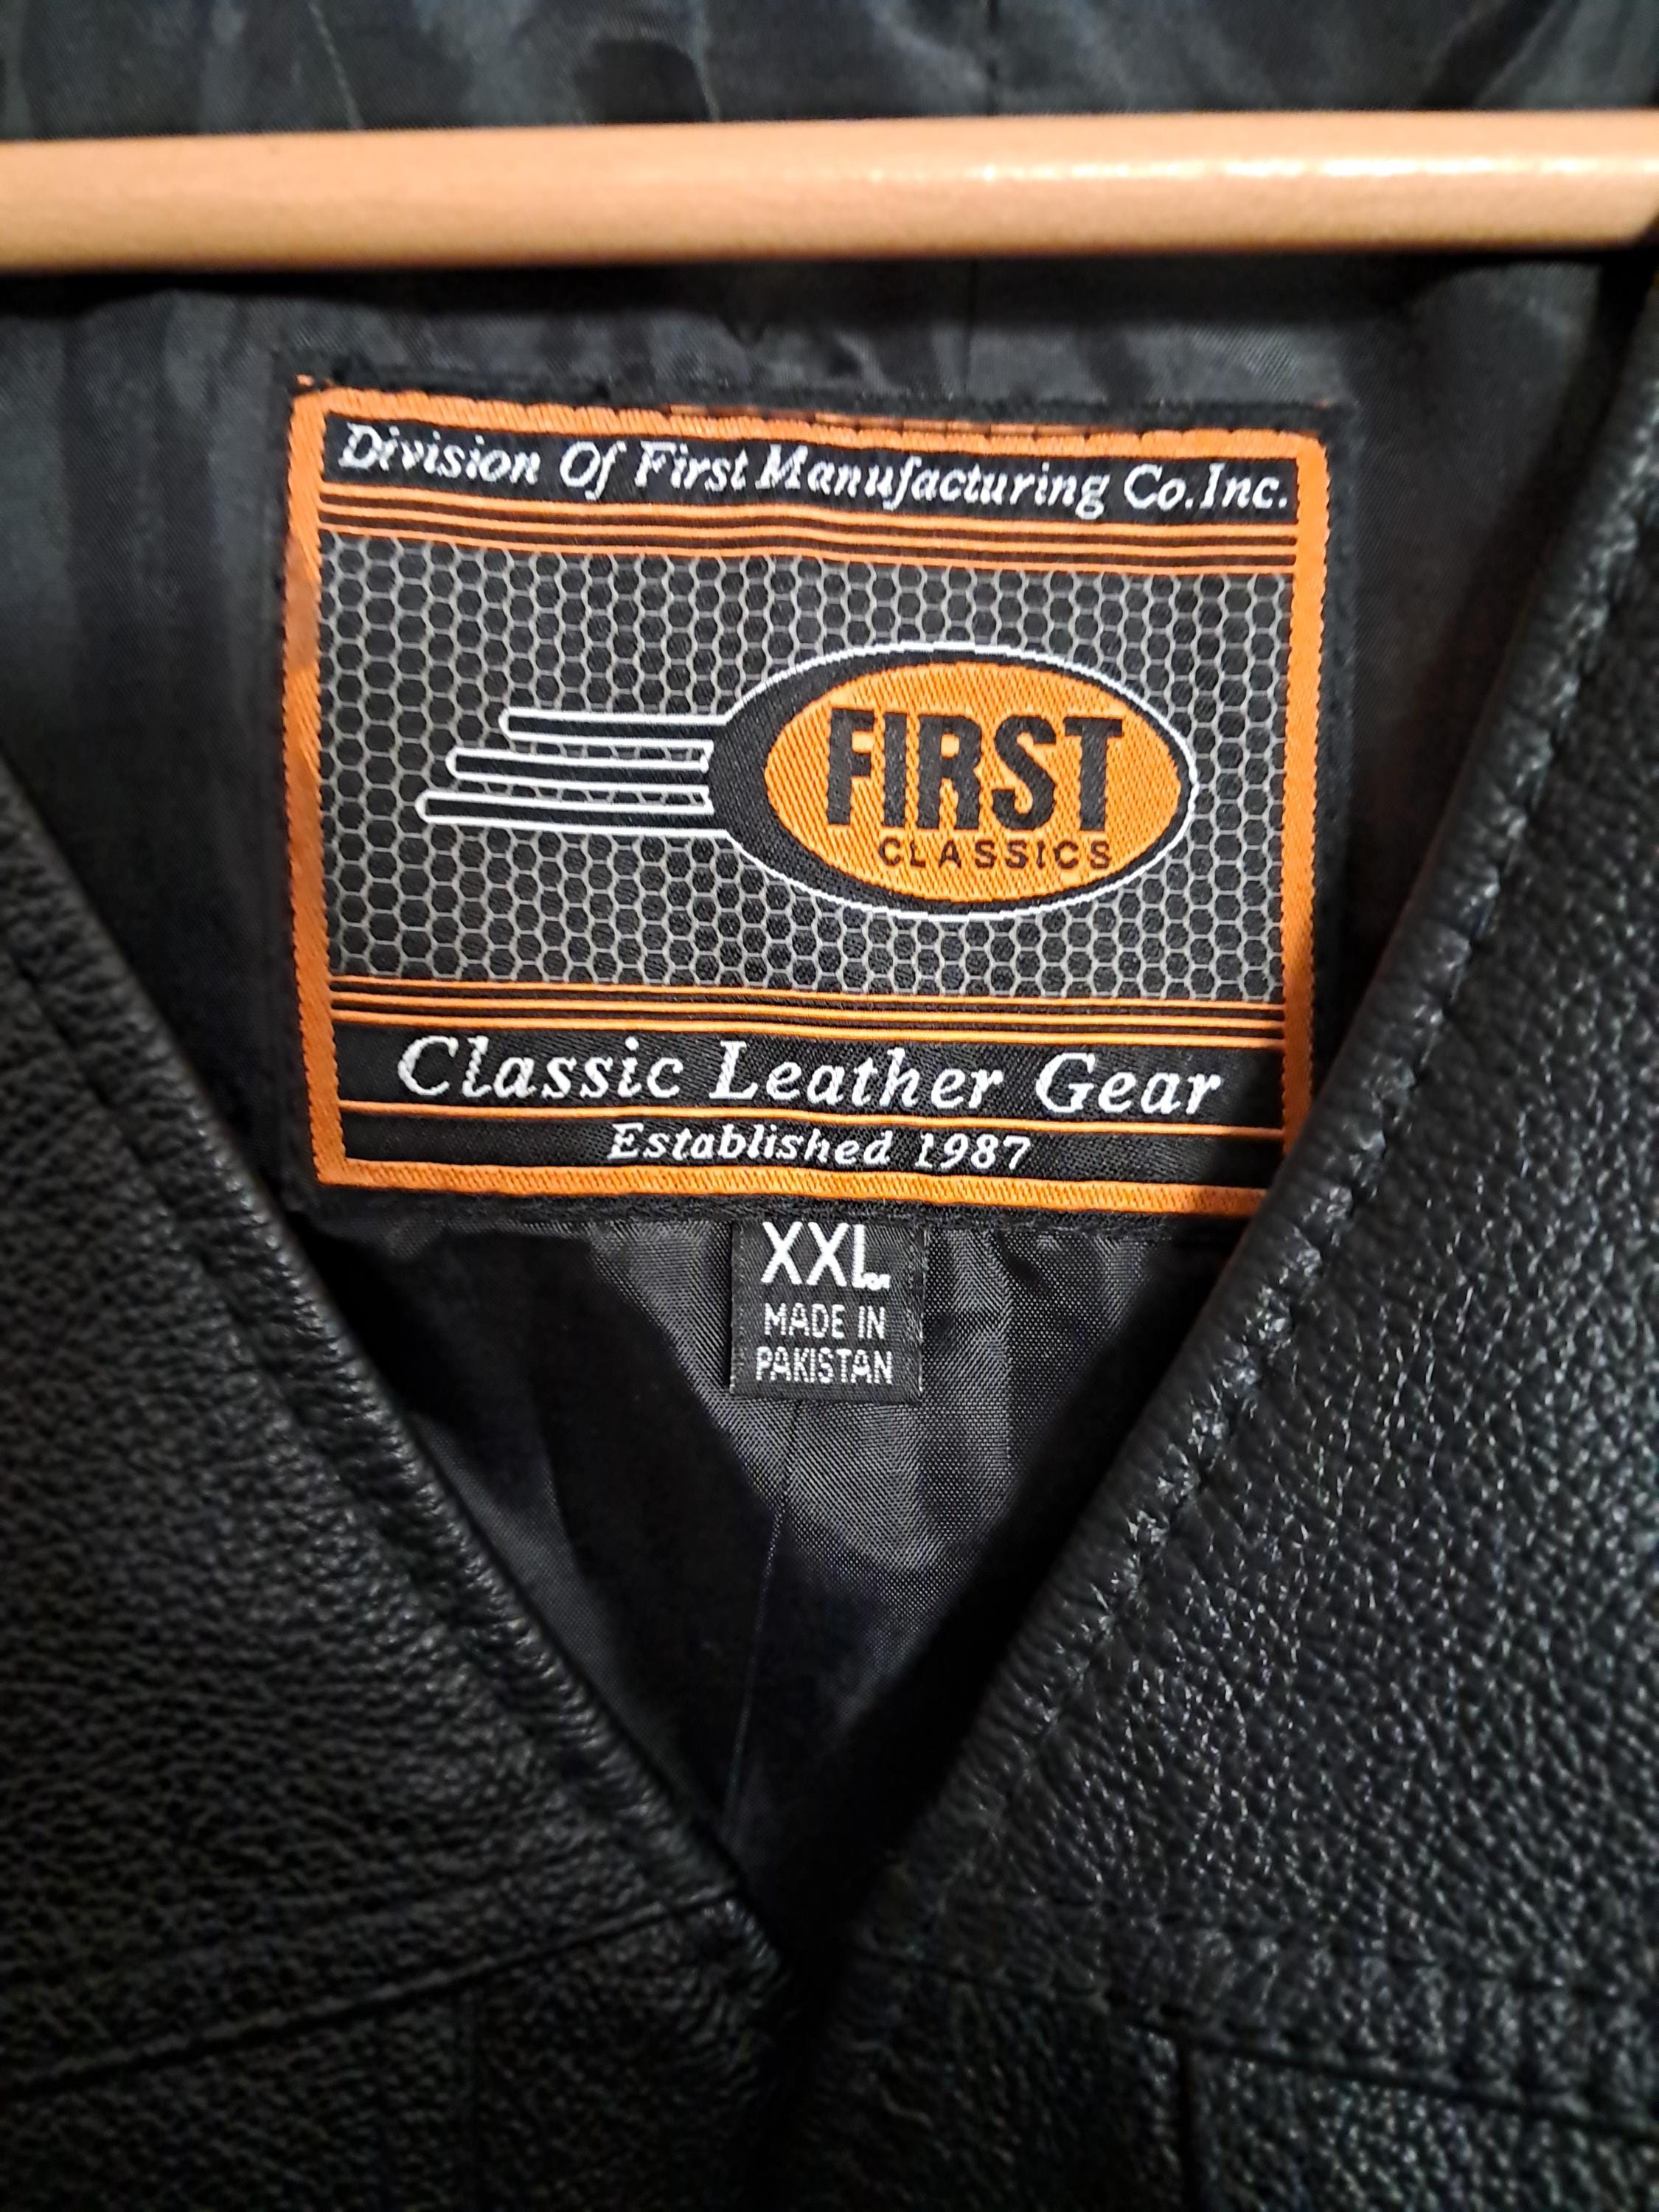 Division Of First Manufacturing Co.Inc.
FIRST
CLASSICS
Classic Leather Gear
Established 1987
XXL
MADE IN
PAKISTAN